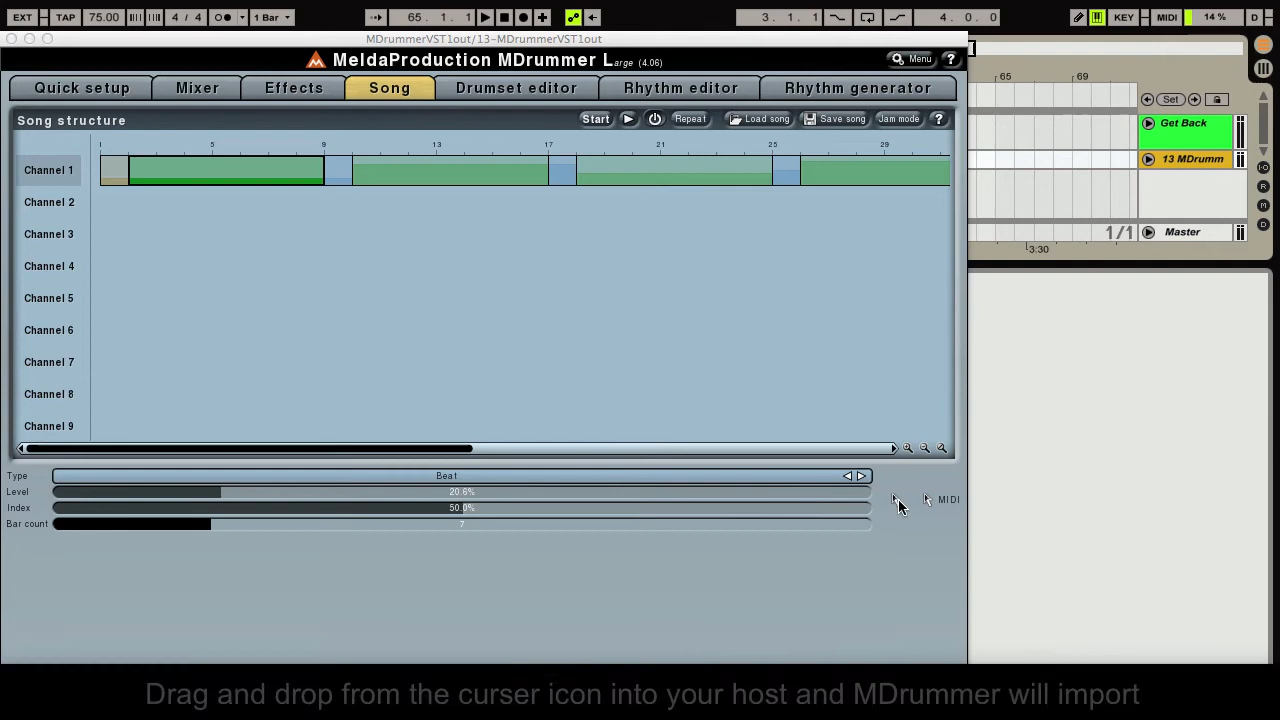 EXT TAP 75.00 4 / 4 1 Bar 65 . 1 . 1 3 . 1 . 1 4 . 0 . 0 KEY MIDI 14 % D
MDrummerVST1out/13-MDrummerVST1out
MeldaProduction MDrummer Large (4.06) Menu ?
Quick setup Mixer Effects Song Drumset editor Rhythm editor Rhythm generator
65 69
Set
Song structure Start Repeat Load song Save song Jam mode ?
Get Back
1 5 9 13 17 21 25 29
13 MDrumm
Channel 1
Channel 2
Channel 3
1/1 Master
3:30
Channel 4
Channel 5
Channel 6
Channel 7
Channel 8
Channel 9
Type Beat
Level 20.6%
Index 50.0%
MIDI
Bar count 7
Drag and drop from the curser icon into your host and MDrummer will import